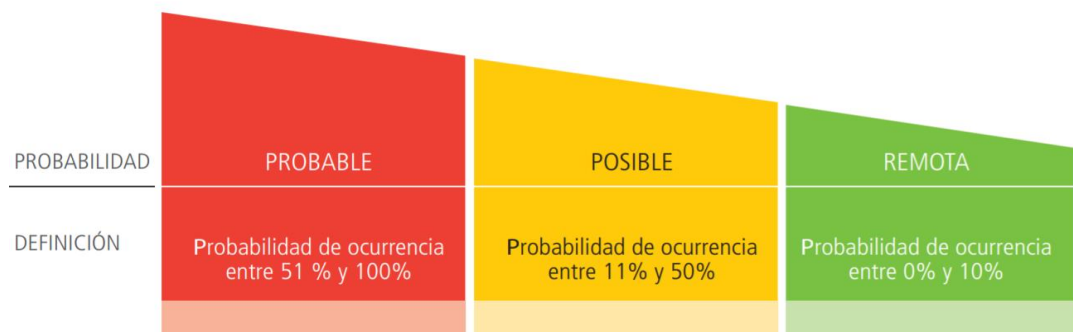 PROBABILIDAD PROBABLE POSIBLE REMOTA
DEFINICIÓN
Probabilidad de ocurrencia
entre 51 % y 100%
Probabilidad de ocurrencia
entre 11% y 50%
Probabilidad de ocurrencia
entre 0% y 10%